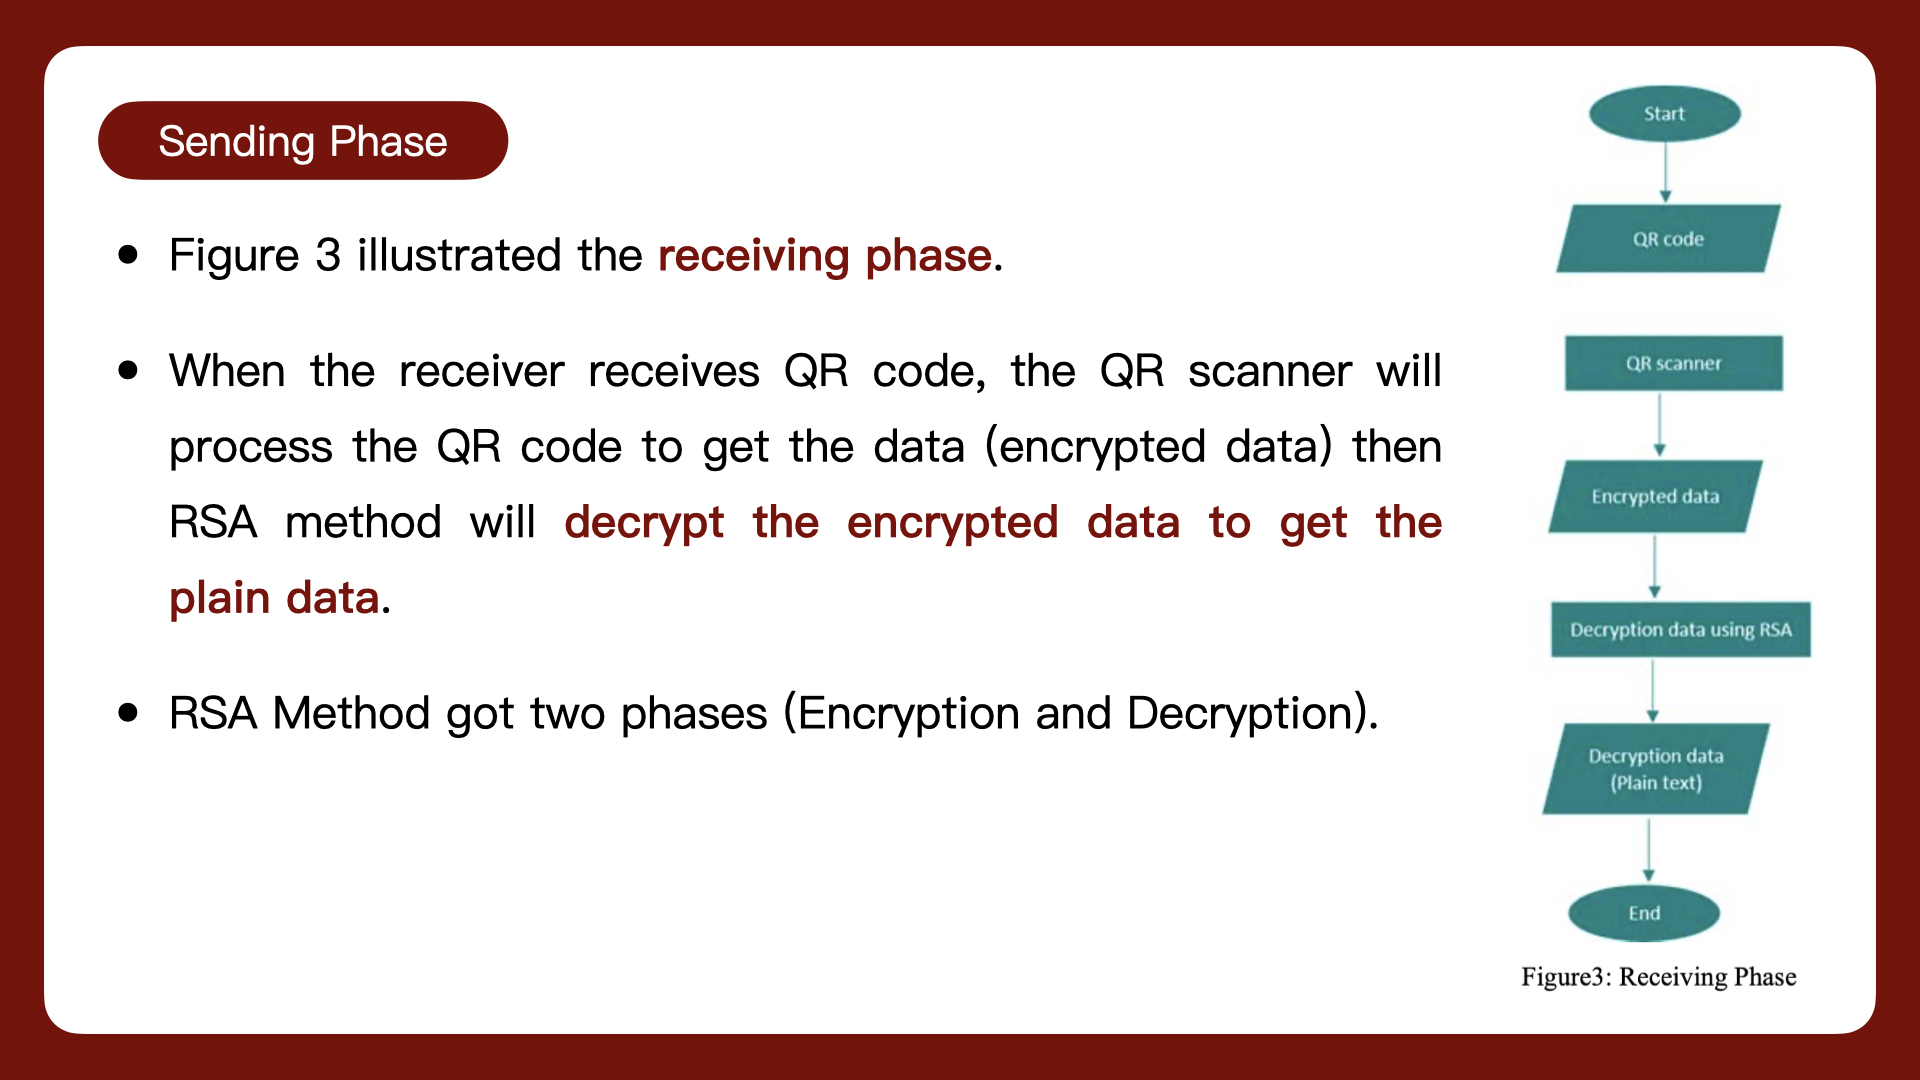 Sending Phase
● Figure 3 illustrated the receiving phase.
● When the receiver receives QR code, the QR scanner will
process the QR code to get the data (encrypted data) then
RSA method will decrypt the encrypted data to get the
plain data.
● RSA Method got two phases (Encryption and Decryption).
Start
QR code
QR scanner
Encrypted data
Decryption data using RSA
Decryption data
(Plain text)
End
Figure3: Receiving Phase